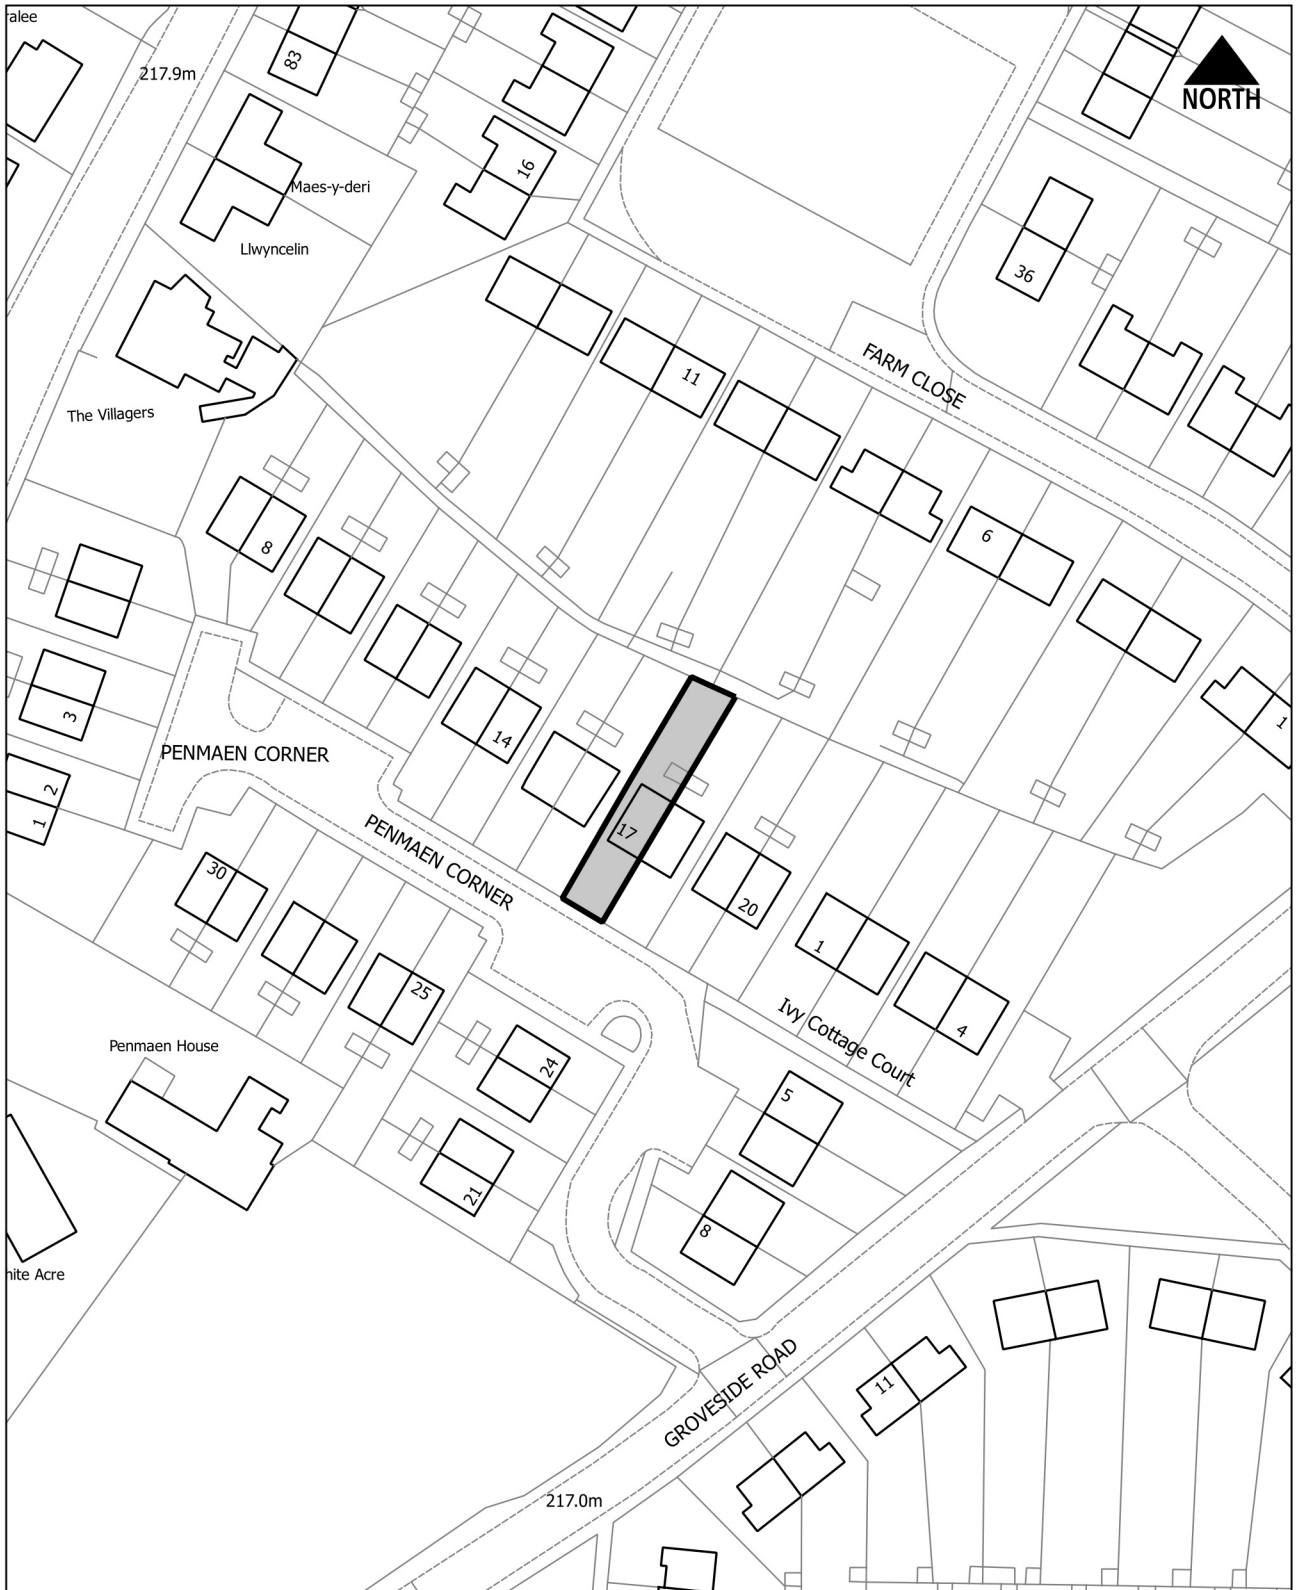 ralee
217.9m
83
NORTH
16
Maes-y-deri
Llwyncelin
36
FARM CLOSE
11
The Villagers
6
8
3
14
1
PENMAEN CORNER
2
1
17
PENMAEN CORNER
30
20
1
25
Ivy Cottage Court
4
Penmaen House
24
5
21
8
nite Acre
GROVESIDE ROAD
11
217.0m